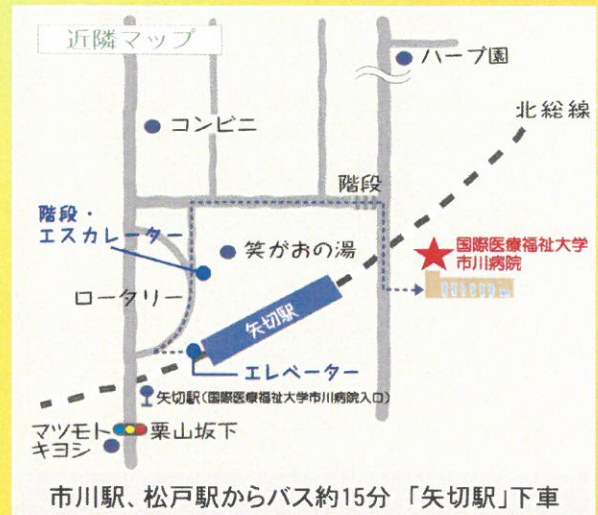 近隣マップ
ハーブ園
コンビニ
北総線
階段
階段・
エスカレーター
笑がおの湯
国際医療福祉大学
市川病院
ロータリー
矢切駅
エレベーター
矢切駅(国際医療福祉大学市川病院入口)
マツモト
キヨシ
栗山坂下
市川駅、松戸駅からバス約15分 「矢切駅」下車